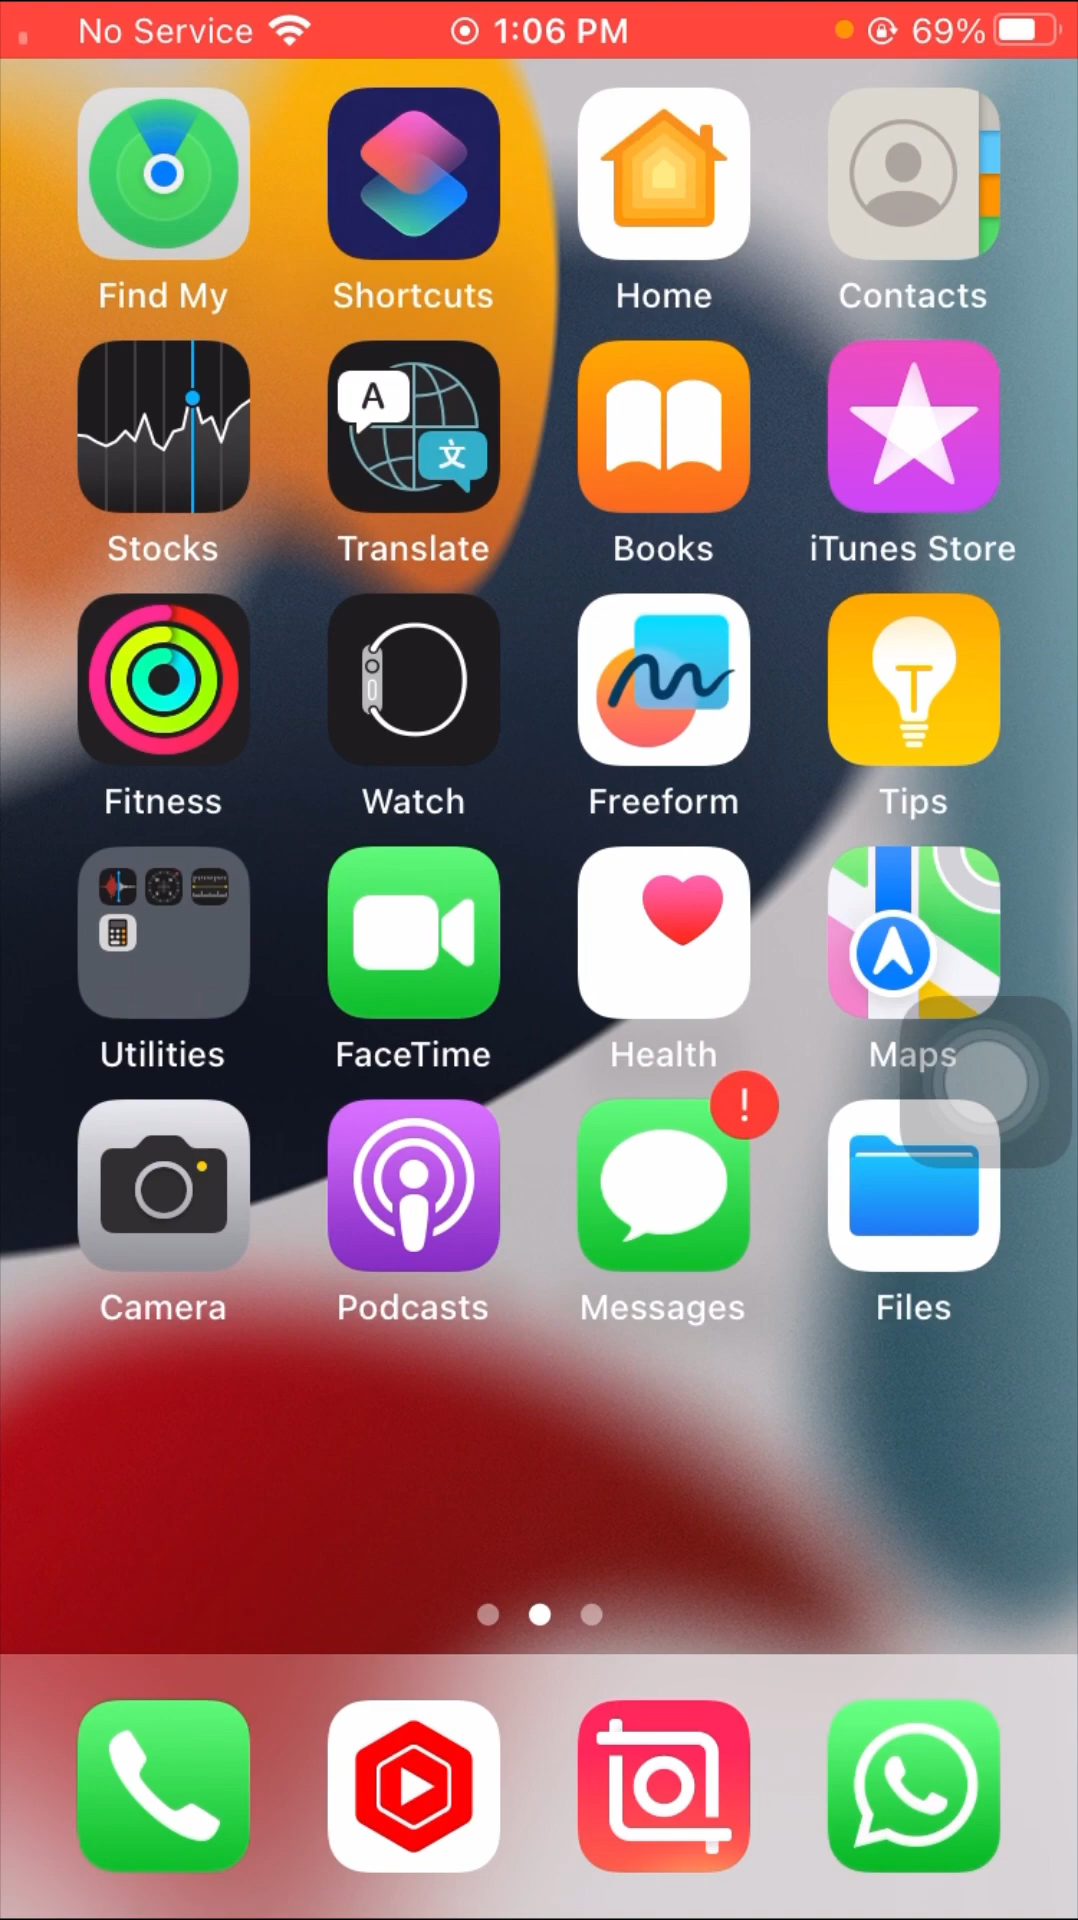 No Service 1:06 PM 69%
Find My Shortcuts Home Contacts
A 文
Stocks Translate Books iTunes Store
Fitness Watch Freeform Tips
Utilities FaceTime Health Maps
!
Camera Podcasts Messages Files